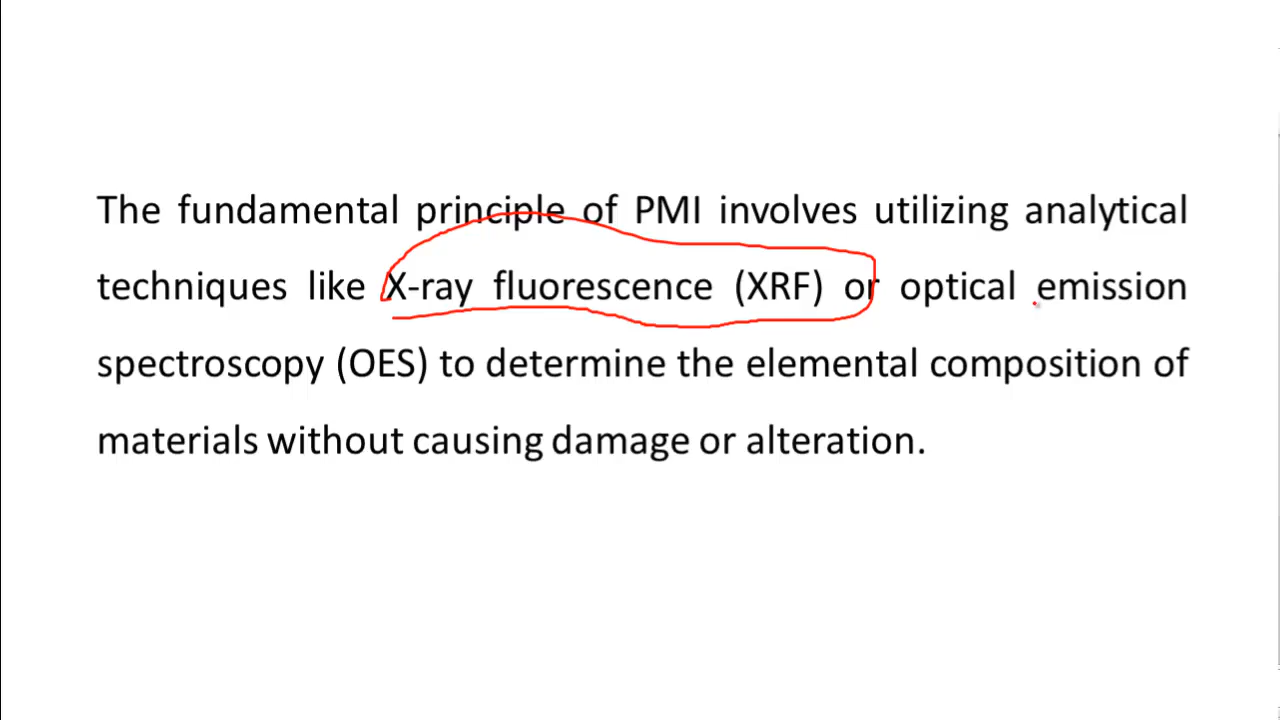 The fundamental principle of PMI involves utilizing analytical
techniques like X-ray fluorescence (XRF) or optical emission
spectroscopy (OES) to determine the elemental composition of
materials without causing damage or alteration.